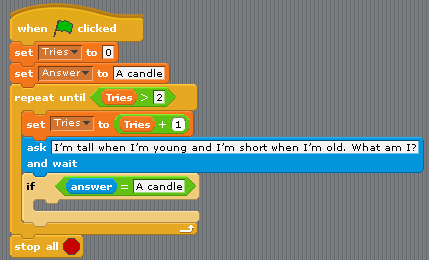 when clicked
set Tries to 0
set Answer to A candle
repeat until Tries > 2
set Tries to Tries + 1
ask I'm tall when I'm young and I'm short when I'm old. What am I?
and wait
if answer = A candle
stop all